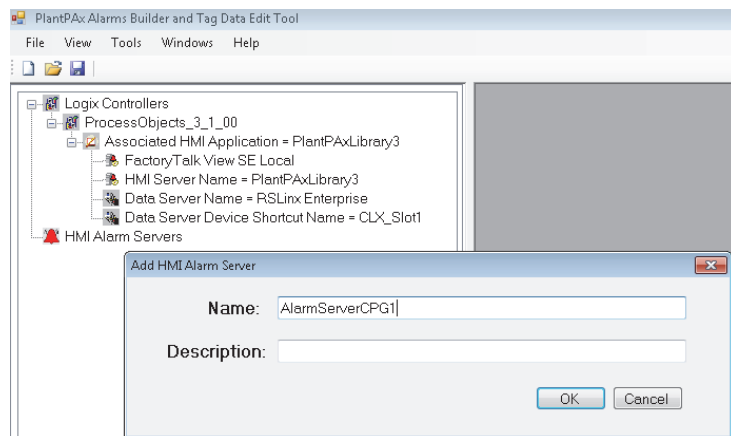 PlantPAx Alarms Builder and Tag Data Edit Tool
File View Tools Windows Help
Logix Controllers
ProcessObjects_3_1_00
Associated HMI Application = PlantPAxLibrary3
FactoryTalk View SE Local
HMI Server Name = PlantPAxLibrary3
Data Server Name = RSLinx Enterprise
Data Server Device Shortcut Name = CLX_Slot1
HMI Alarm Servers
Add HMI Alarm Server
Name: AlarmServerCPG1
Description:
OK Cancel